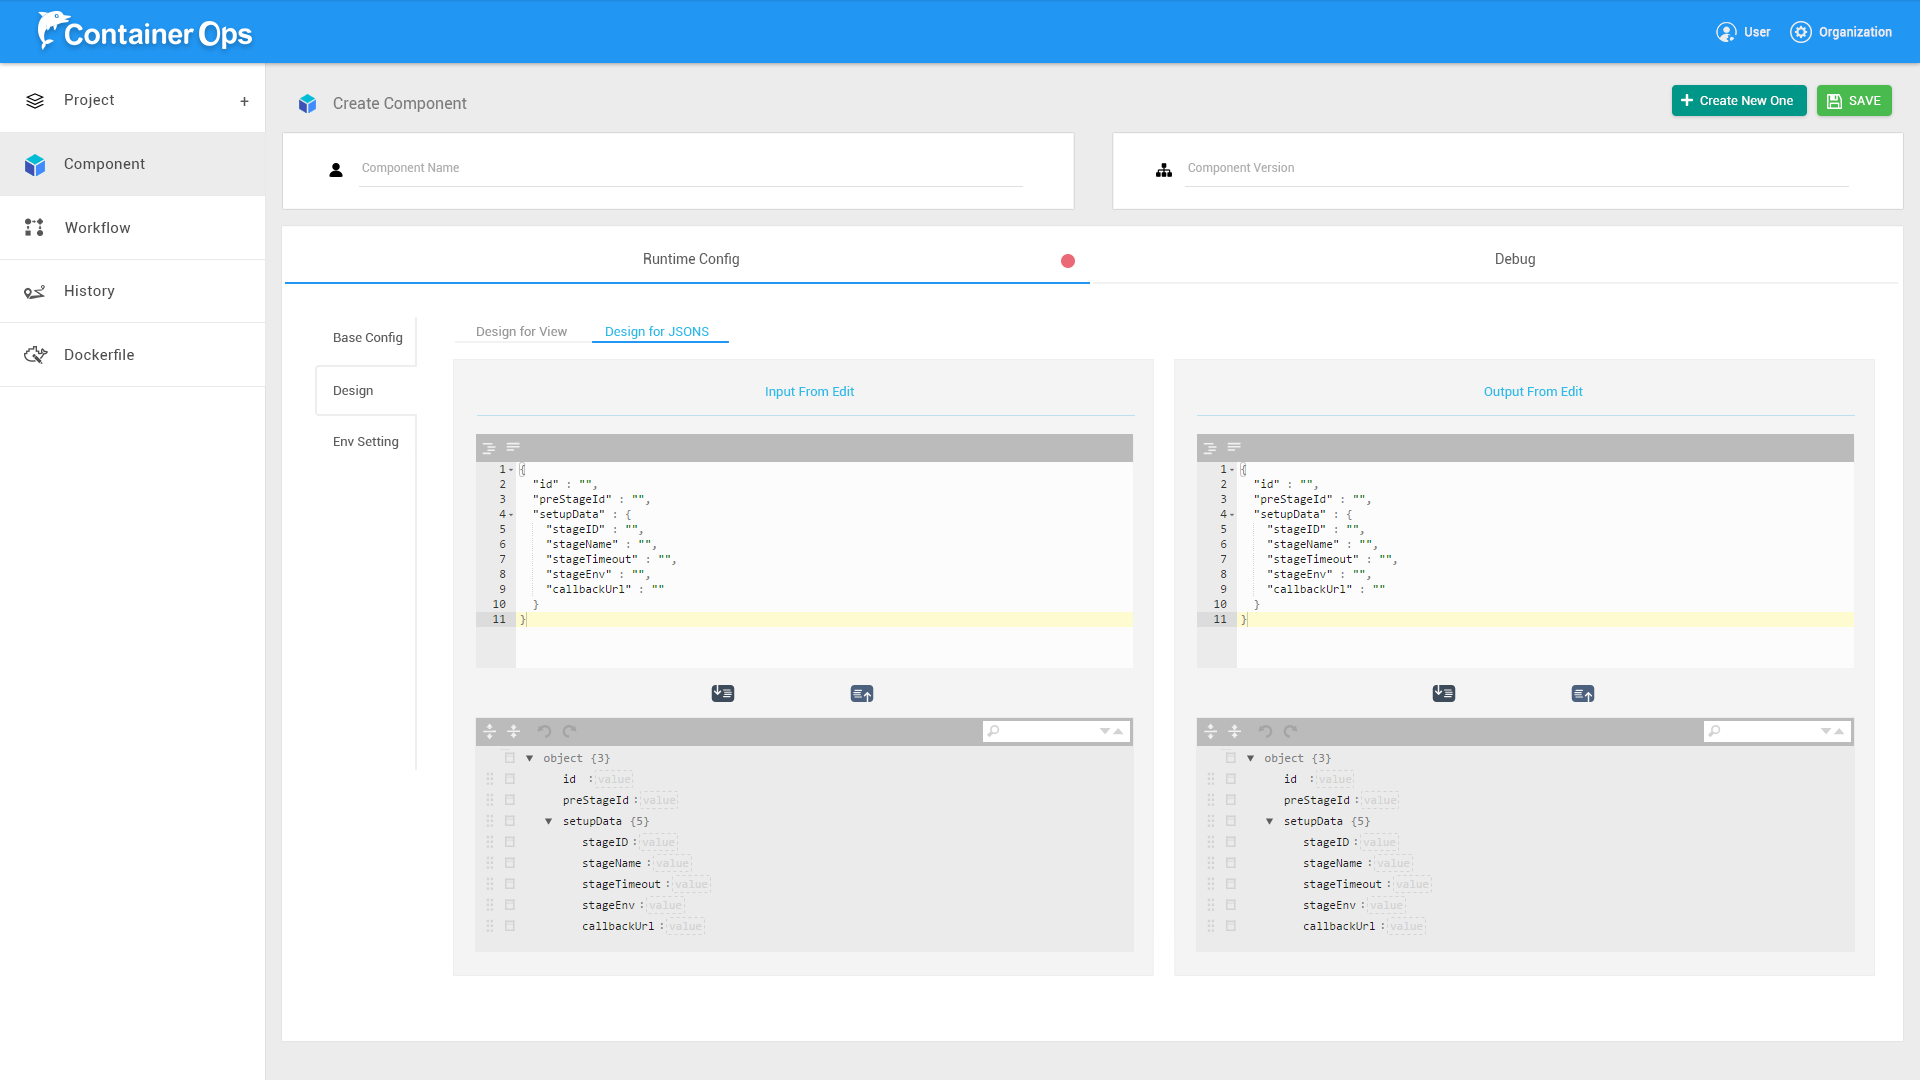 Container Ops
User
Organization
Project
+
Component
Workflow
History
Dockerfile
Create Component
+ Create New One
SAVE
Component Name
Component Version
Runtime Config
Debug
Base Config
Design
Env Setting
Design for View
Design for JSONS
Input From Edit
1 {
2 "id" : "",
3 "preStageId" : "",
4 "setupData" : {
5 "stageID" : "",
6 "stageName" : "",
7 "stageTimeout" : "",
8 "stageEnv" : "",
9 "callbackUrl" : ""
10 }
11 }
object {3}
id : value
preStageId : value
setupData {5}
stageID : value
stageName : value
stageTimeout : value
stageEnv : value
callbackUrl : value
Output From Edit
1 {
2 "id" : "",
3 "preStageId" : "",
4 "setupData" : {
5 "stageID" : "",
6 "stageName" : "",
7 "stageTimeout" : "",
8 "stageEnv" : "",
9 "callbackUrl" : ""
10 }
11 }
object {3}
id : value
preStageId : value
setupData {5}
stageID : value
stageName : value
stageTimeout : value
stageEnv : value
callbackUrl : value